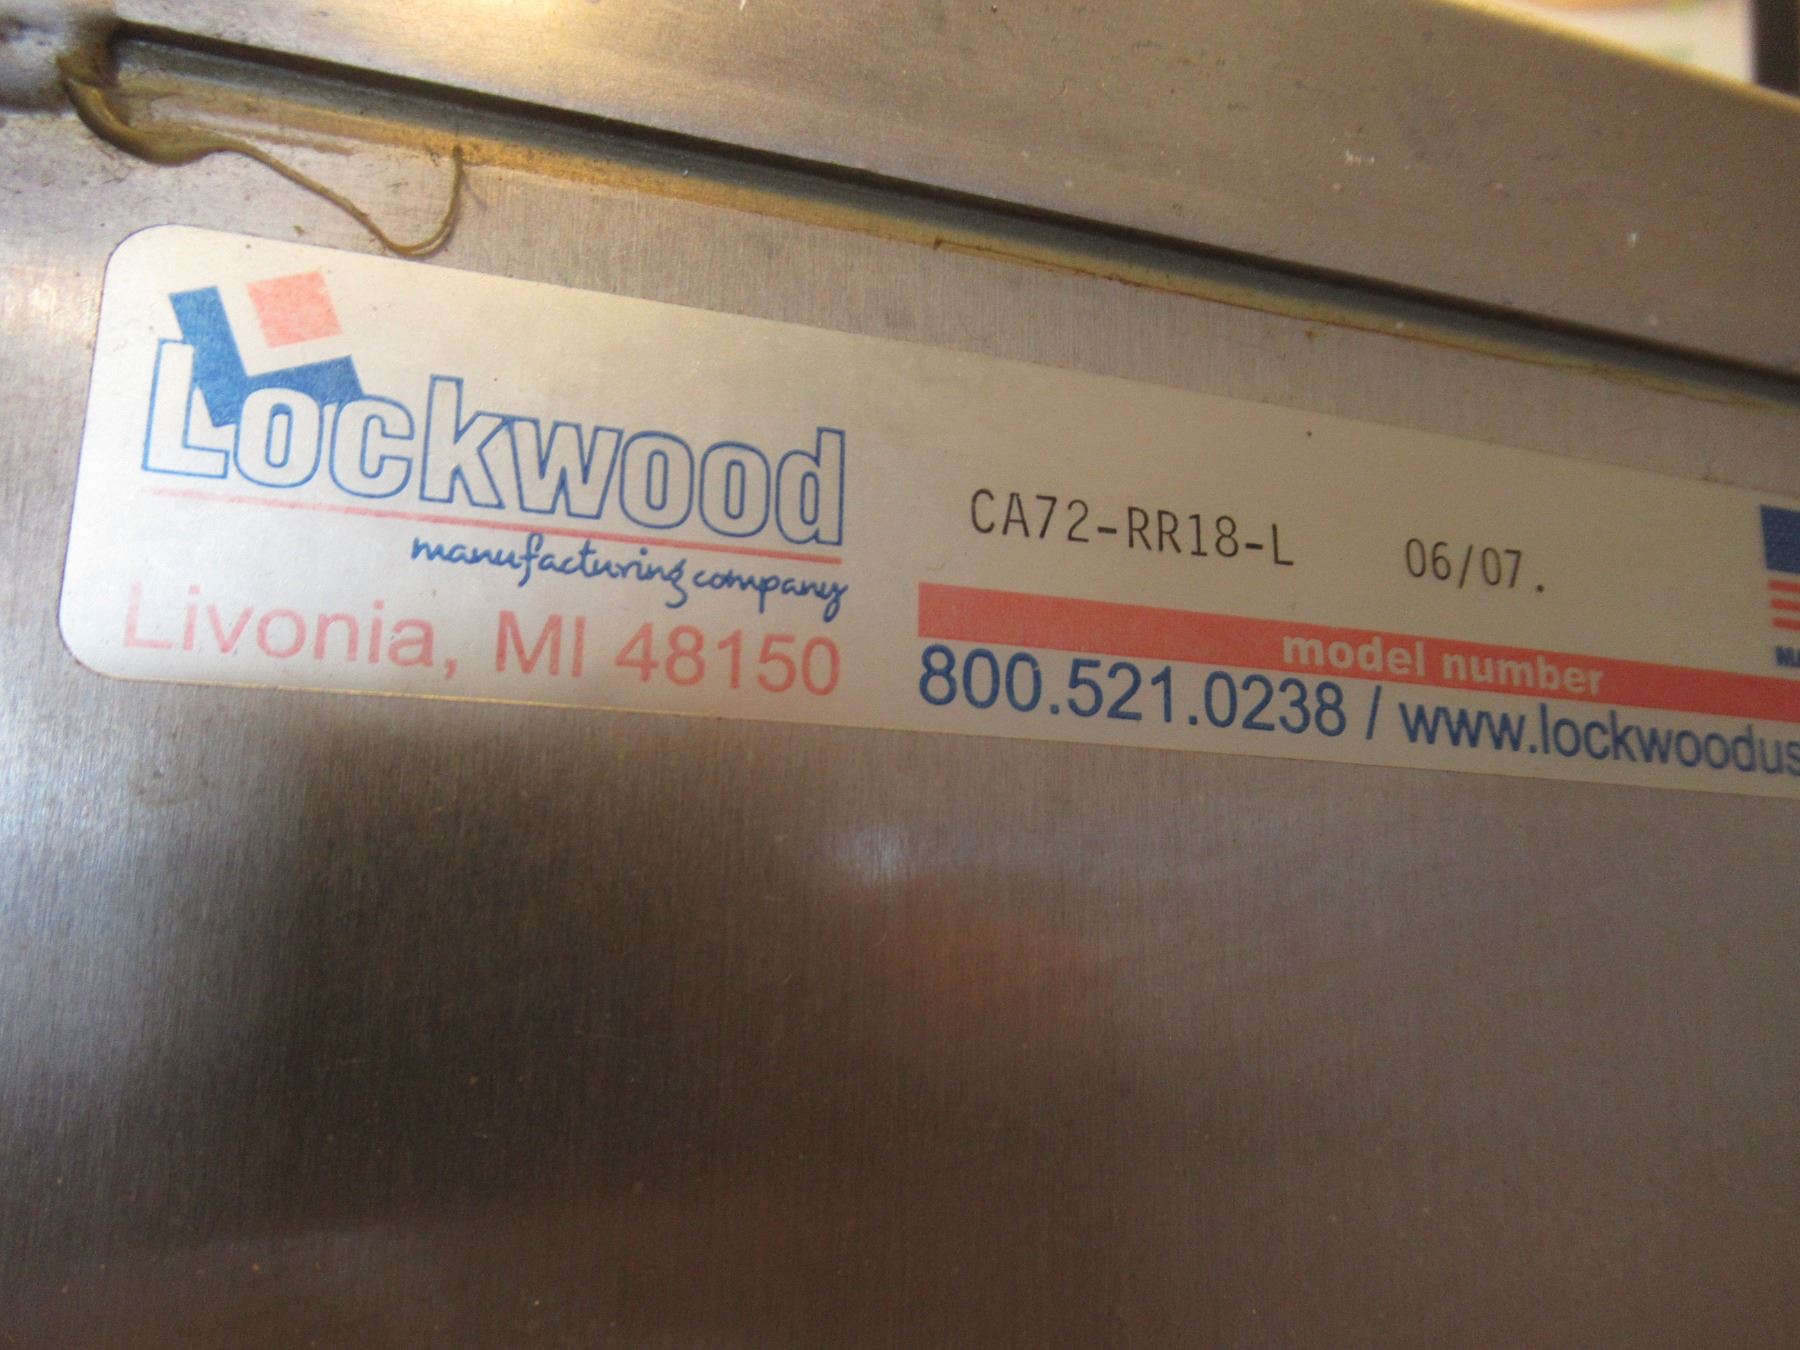 Lockwood
manufacturing company
Livonia, MI 48150
CA72-RR18-L 06/07.
model number
800.521.0238 / www.lockwoodus